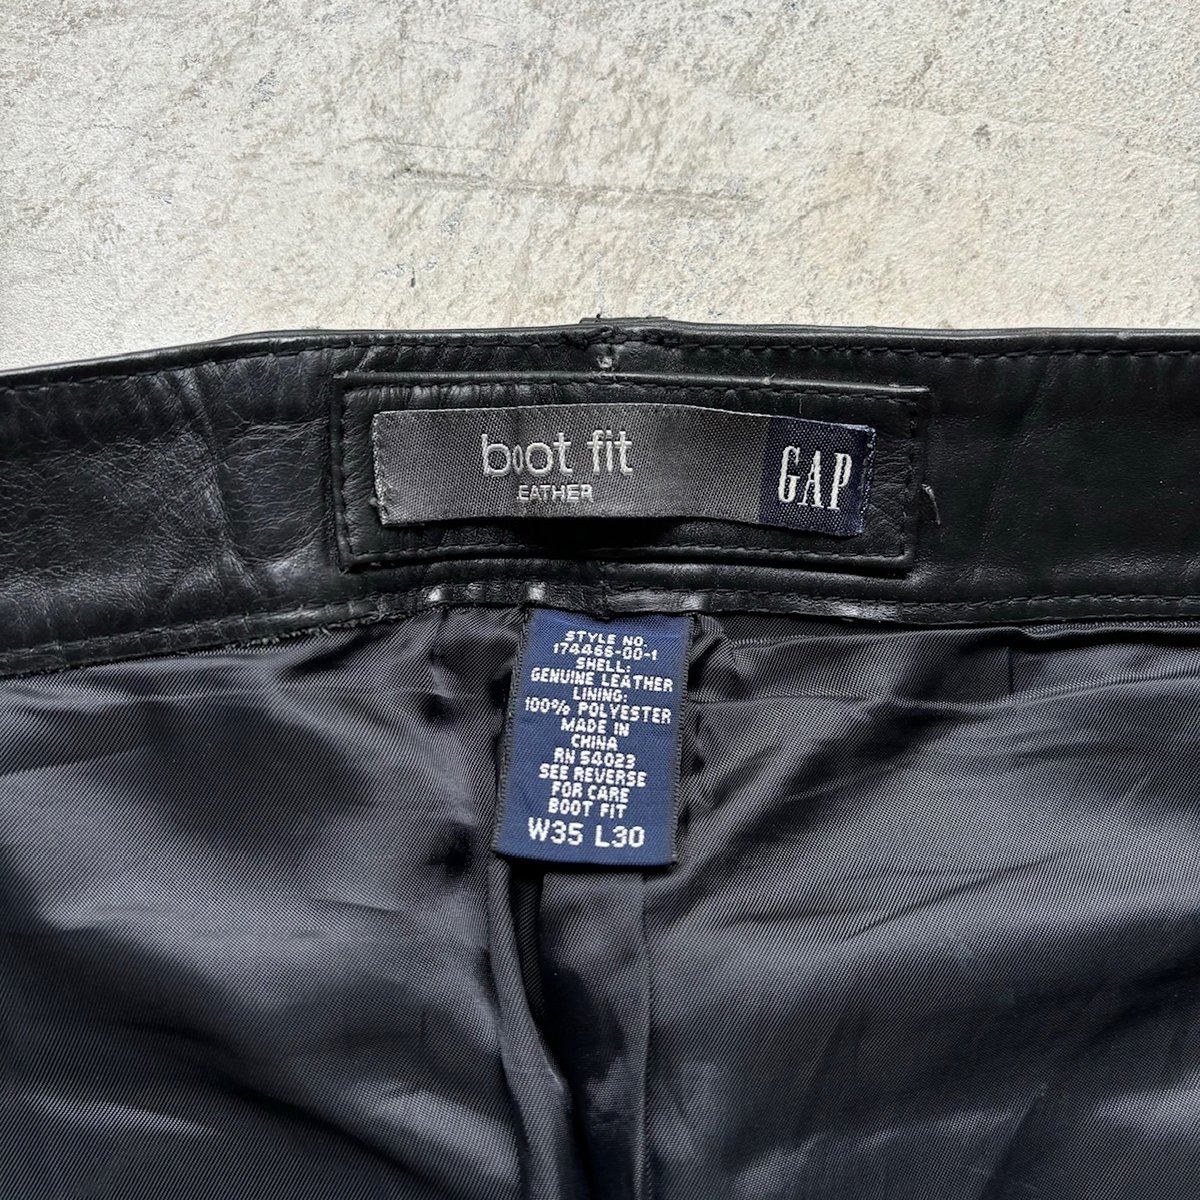 boot fit
EATHER
GAP
STYLE NO.
174466-00-1
SHELL:
GENUINE LEATHER
LINING:
100% POLYESTER
MADE IN
CHINA
RN 54023
SEE REVERSE
FOR CARE
BOOT FIT
W35 L30